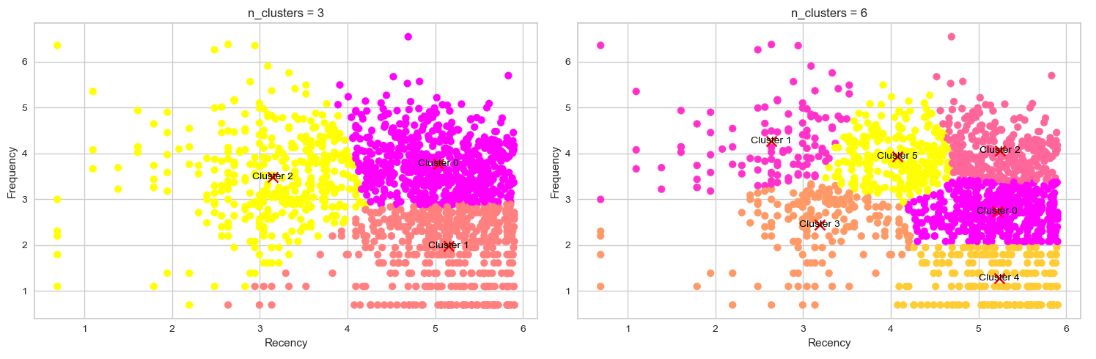 n_clusters = 3
6
5
4
3
2
1
Frequency
Cluster 0
Cluster 2
Cluster 1
1 2 3 4 5 6
Recency
n_clusters = 6
6
5
4
3
2
1
Frequency
Cluster 1
Cluster 2
Cluster 5
Cluster 0
Cluster 3
Cluster 4
1 2 3 4 5 6
Recency